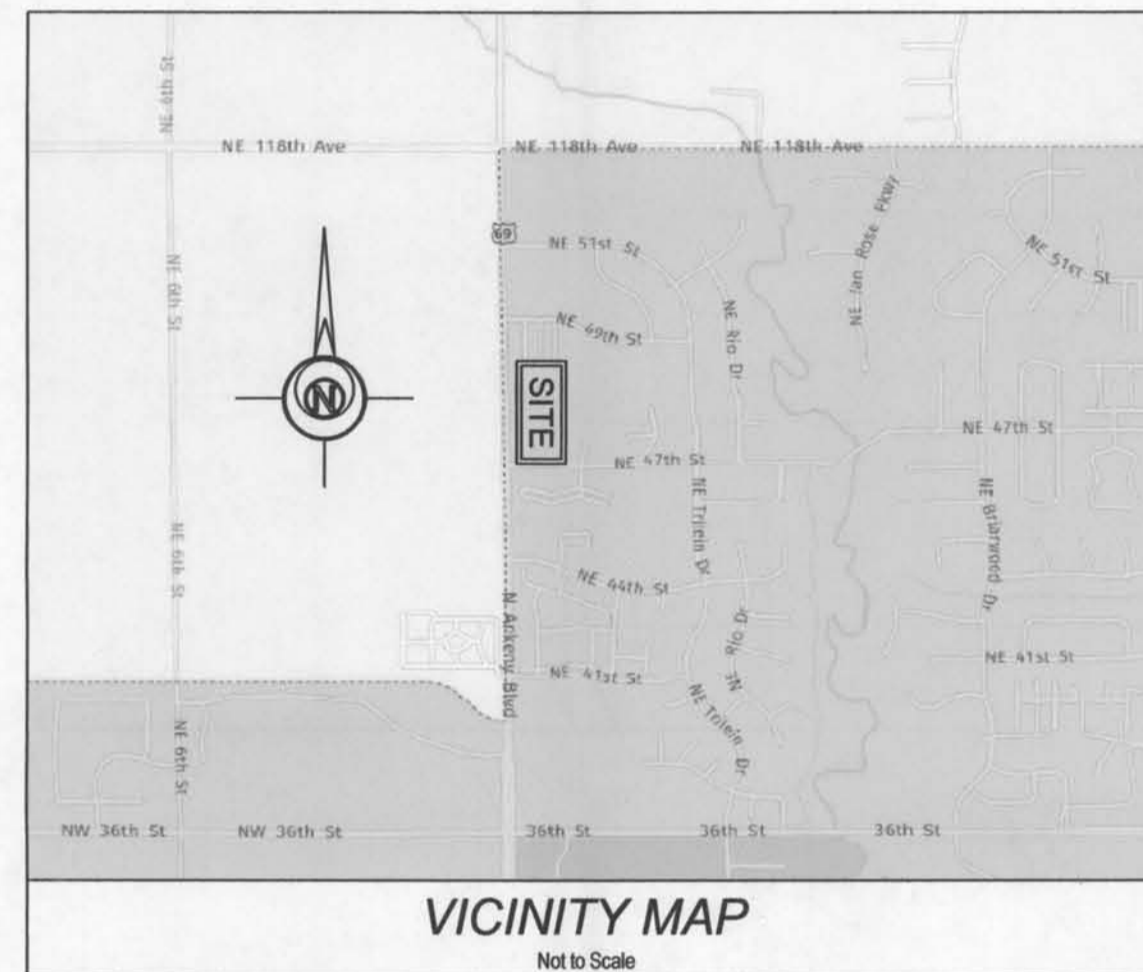 NE 6th St
NE 118th Ave
NE 118th Ave
NE 118th Ave
69
NE 51st St
NE Ian Rose Pkwy
NE 51st St
NE 6th St
NE 49th St
NE Rio Dr
N
SITE
NE 47th St
NE 47th St
NE Trilein Dr
NE Briarwood Dr
NE 6th St
NE 44th St
N Ankeny Blvd
NE Rio D
NE 41st St
NE 41st St
NE Trilein Dr
NE 6th St
NW 36th St
NW 36th St
36th St
36th St
36th St
VICINITY MAP
Not to Scale